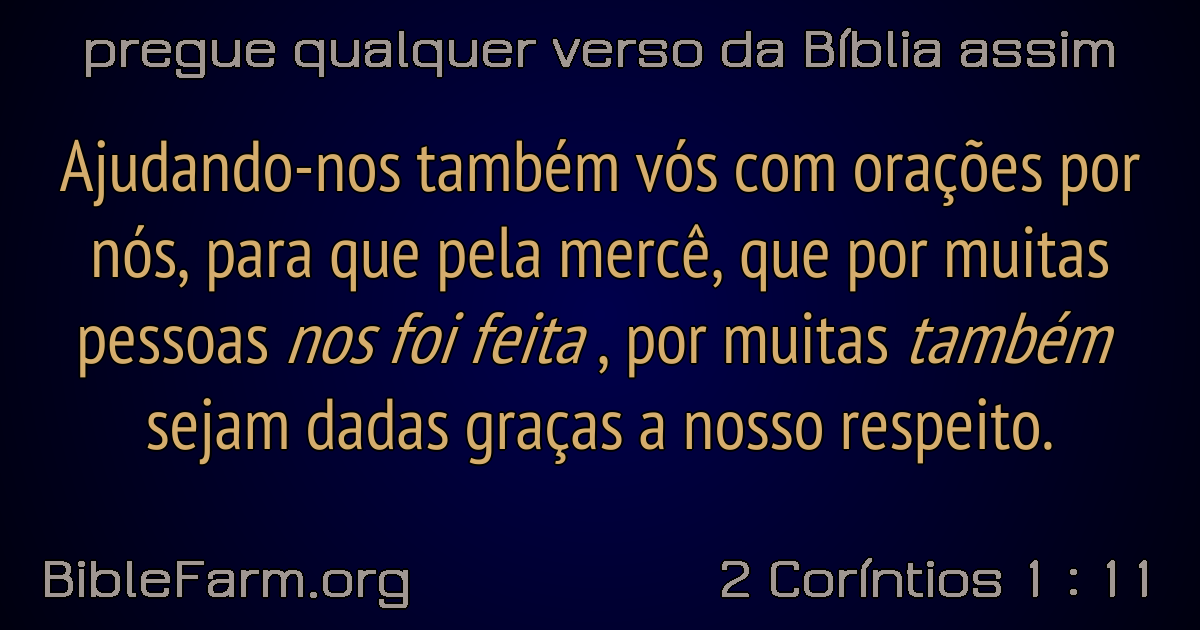 pregue qualquer verso da Bíblia assim
Ajudando-nos também vós com orações por
nós, para que pela mercê, que por muitas
pessoas nos foi feita , por muitas também
sejam dadas graças a nosso respeito.
BibleFarm.org
2 Coríntios 1 : 11